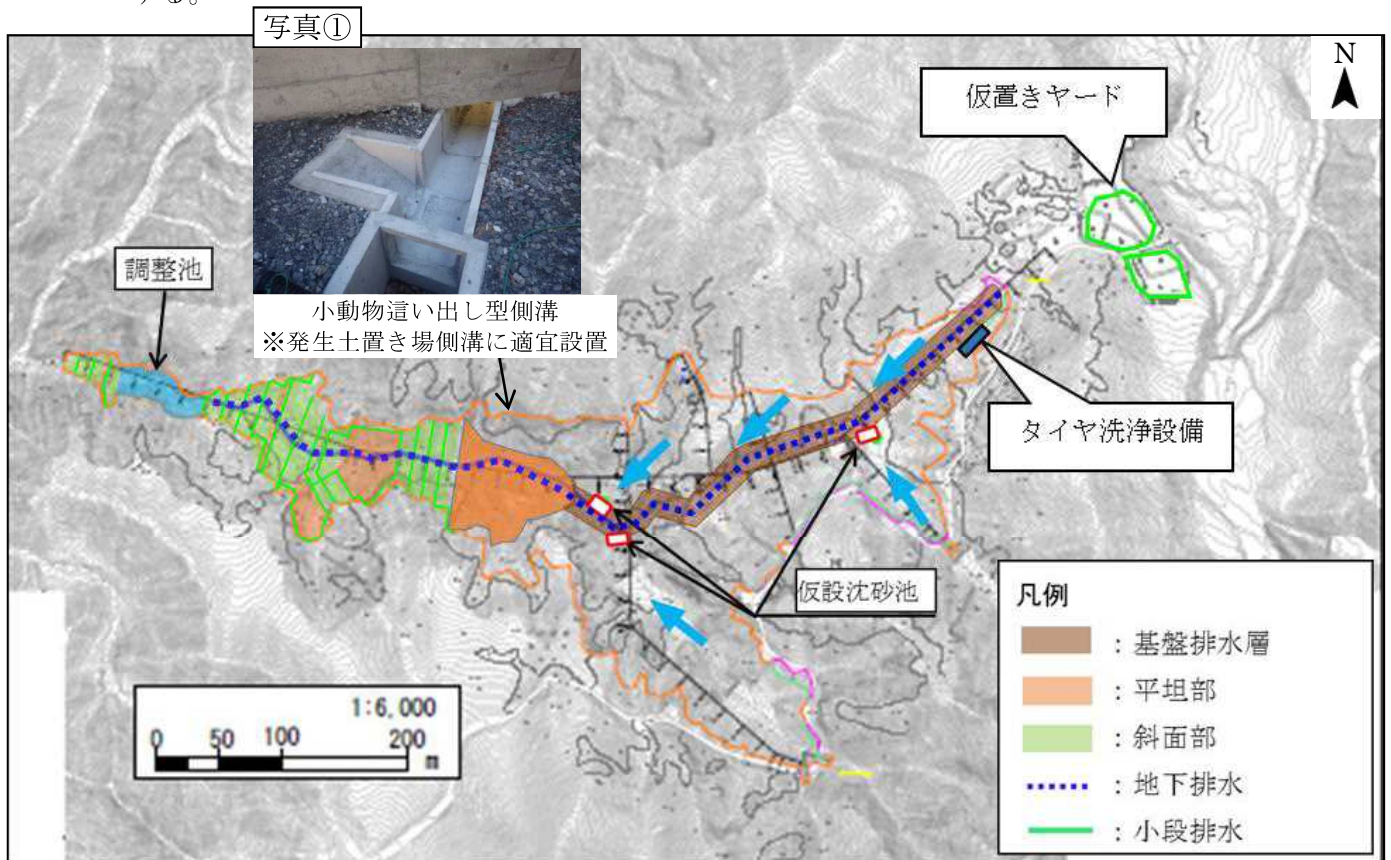 する。
写真①
N
仮置きヤード
調整池
小動物這い出し型側溝
※発生土置き場側溝に適宜設置
タイヤ洗浄設備
仮設沈砂池
凡例
：基盤排水層
：平坦部
：斜面部
：地下排水
：小段排水
1:6,000
0 50 100 200
m